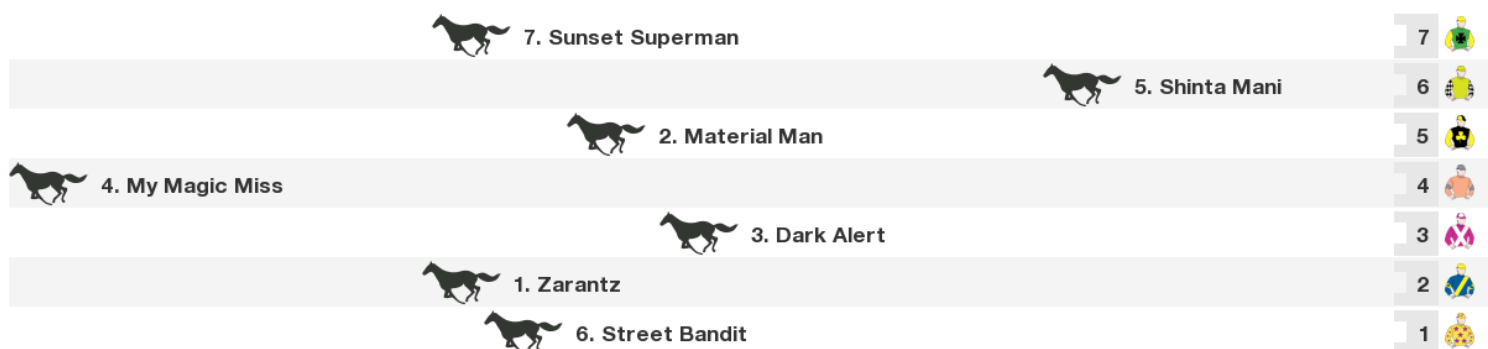 7. Sunset Superman 7
5. Shinta Mani 6
2. Material Man 5
4. My Magic Miss 4
3. Dark Alert 3
1. Zarantz 2
6. Street Bandit 1